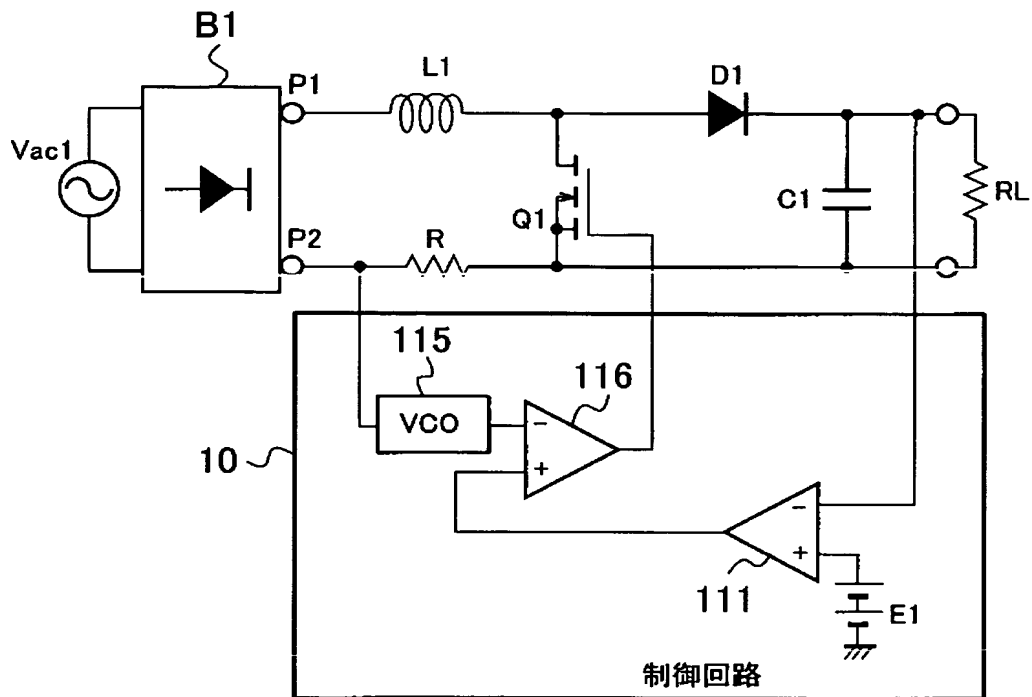 B1
P1
L1
D1
Vac1
C1
RL
Q1
P2
R
115
116
VCO
-
+
10
-
+
111
E1
制御回路